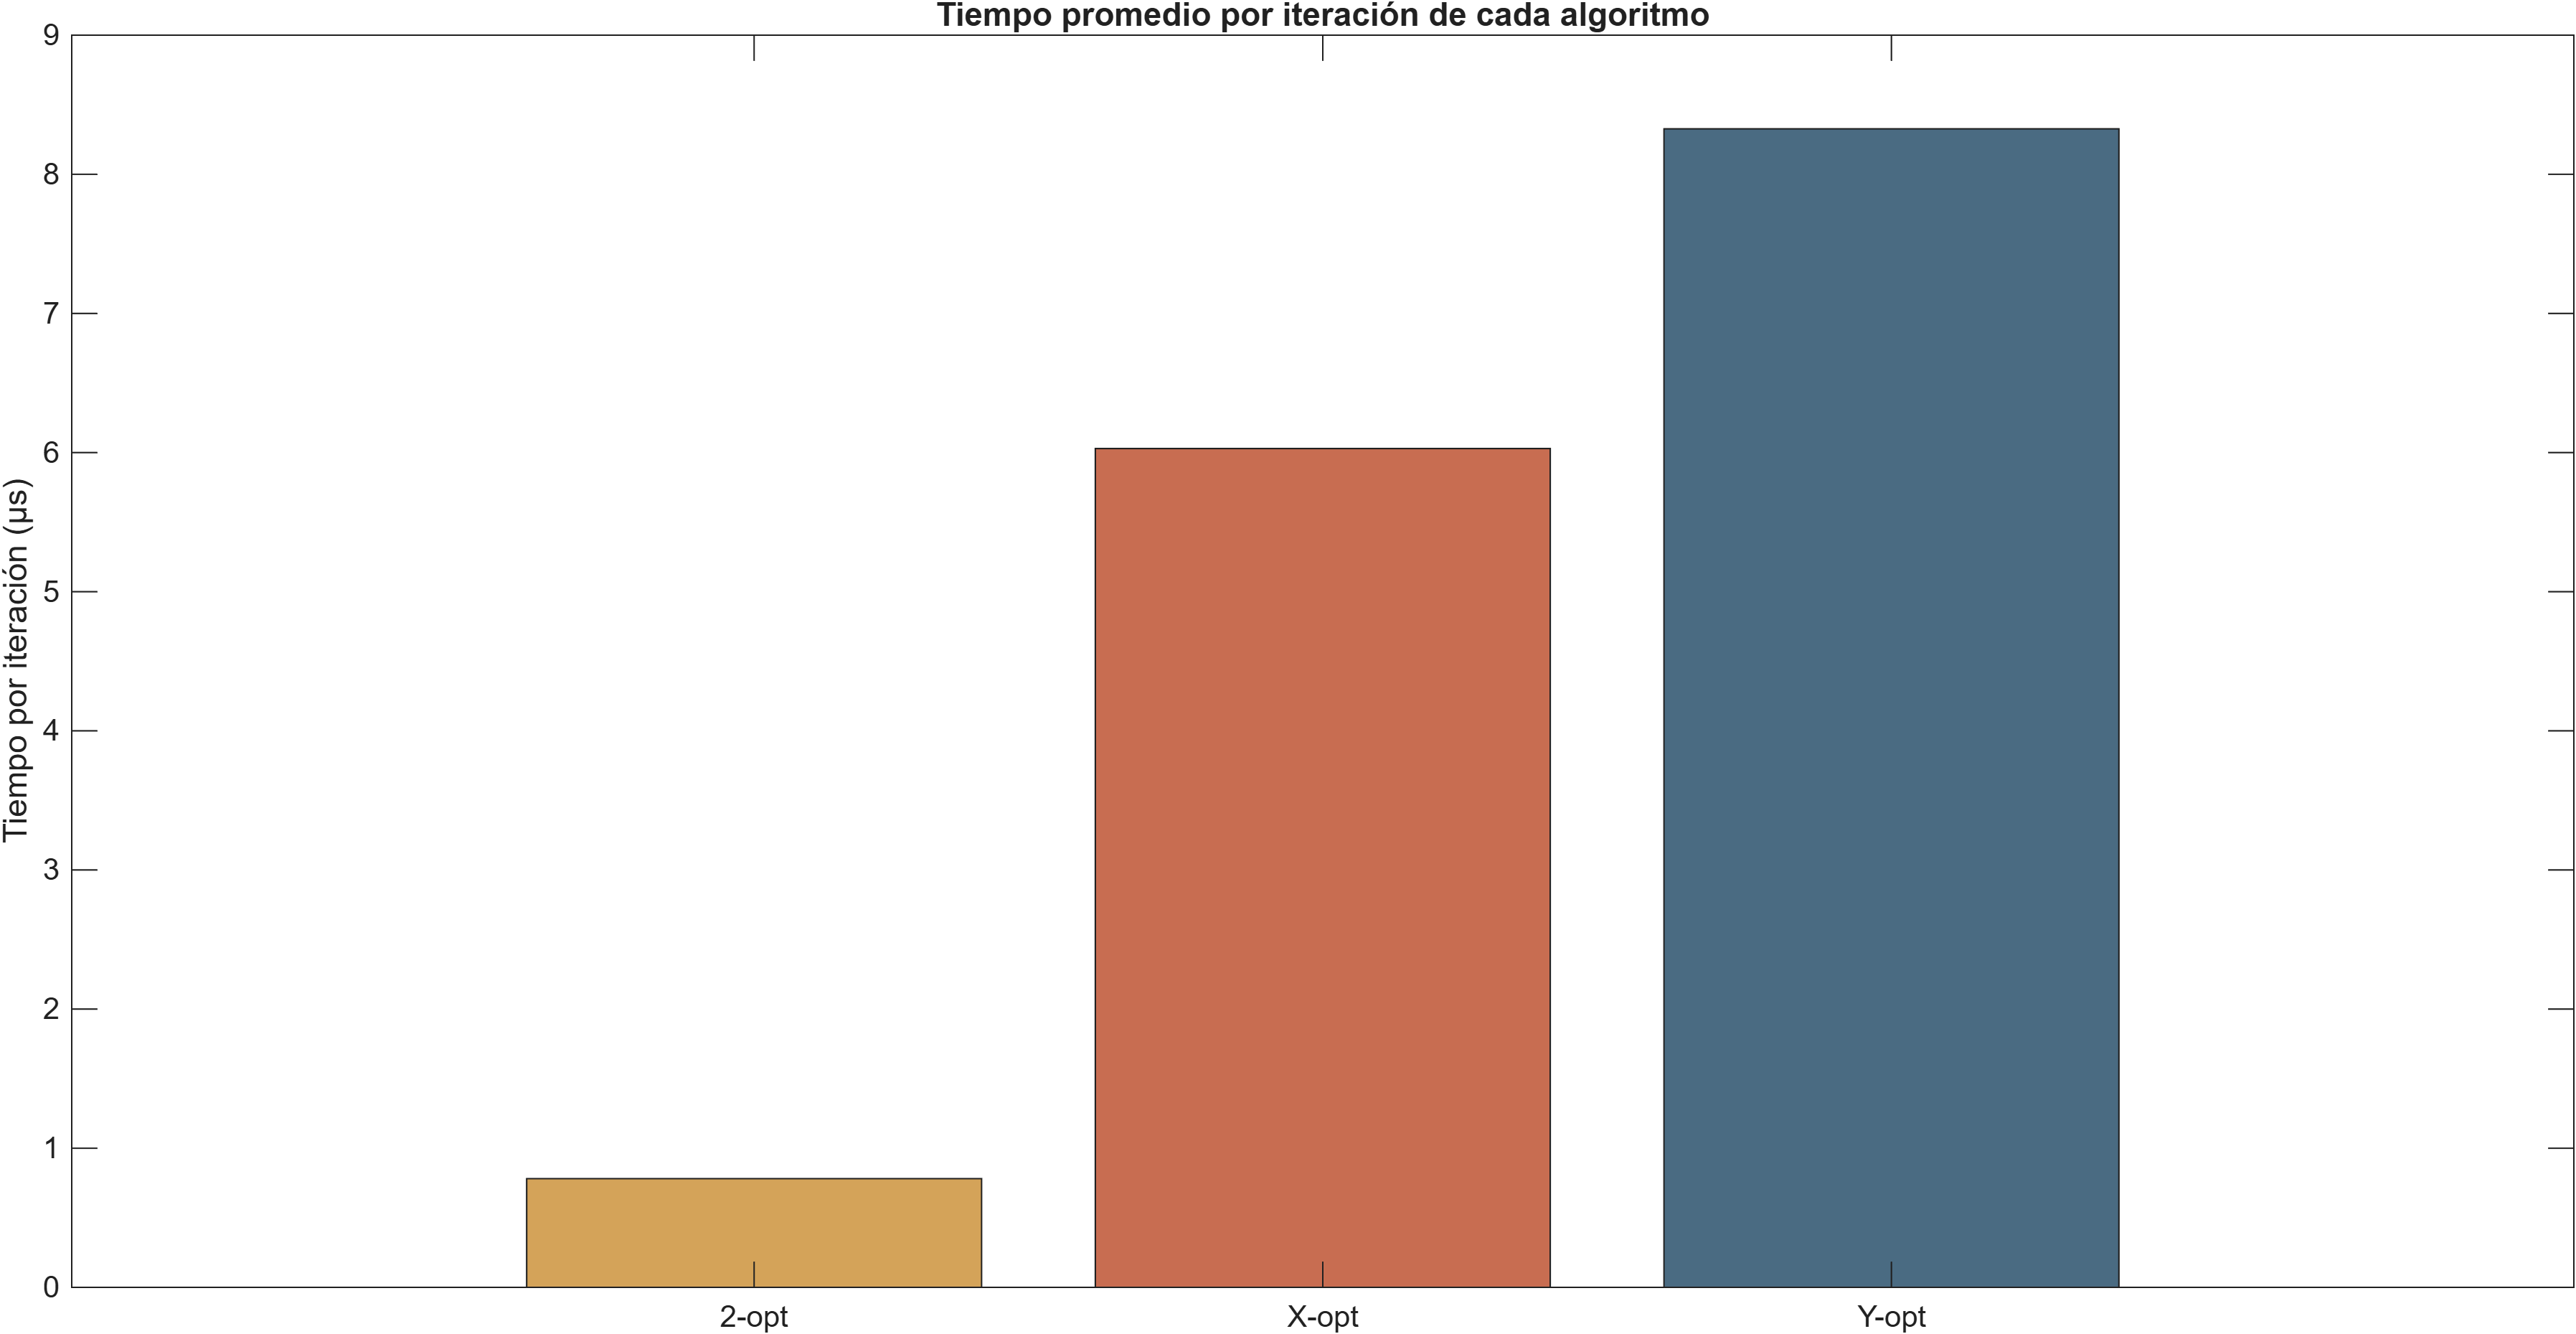 Tiempo promedio por iteración de cada algoritmo
Tiempo por iteración (μs)
9
8
7
6
5
4
3
2
1
0
2-opt
X-opt
Y-opt